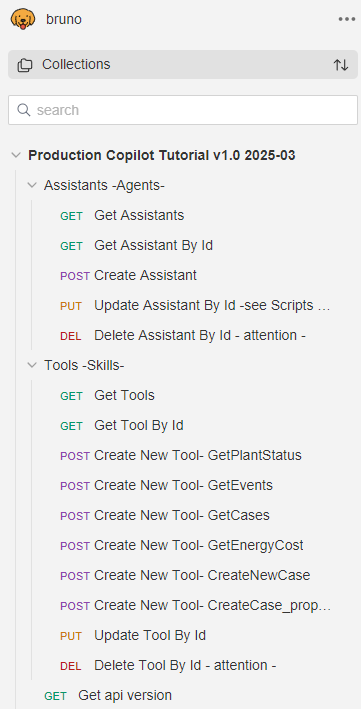 bruno
Collections
search
Production Copilot Tutorial v1.0 2025-03
Assistants -Agents-
GET Get Assistants
GET Get Assistant By Id
POST Create Assistant
PUT Update Assistant By Id -see Scripts ...
DEL Delete Assistant By Id - attention -
Tools -Skills-
GET Get Tools
GET Get Tool By Id
POST Create New Tool- GetPlantStatus
POST Create New Tool- GetEvents
POST Create New Tool- GetCases
POST Create New Tool- GetEnergyCost
POST Create New Tool- CreateNewCase
POST Create New Tool- CreateCase_prop...
PUT Update Tool By Id
DEL Delete Tool By Id - attention -
GET Get api version